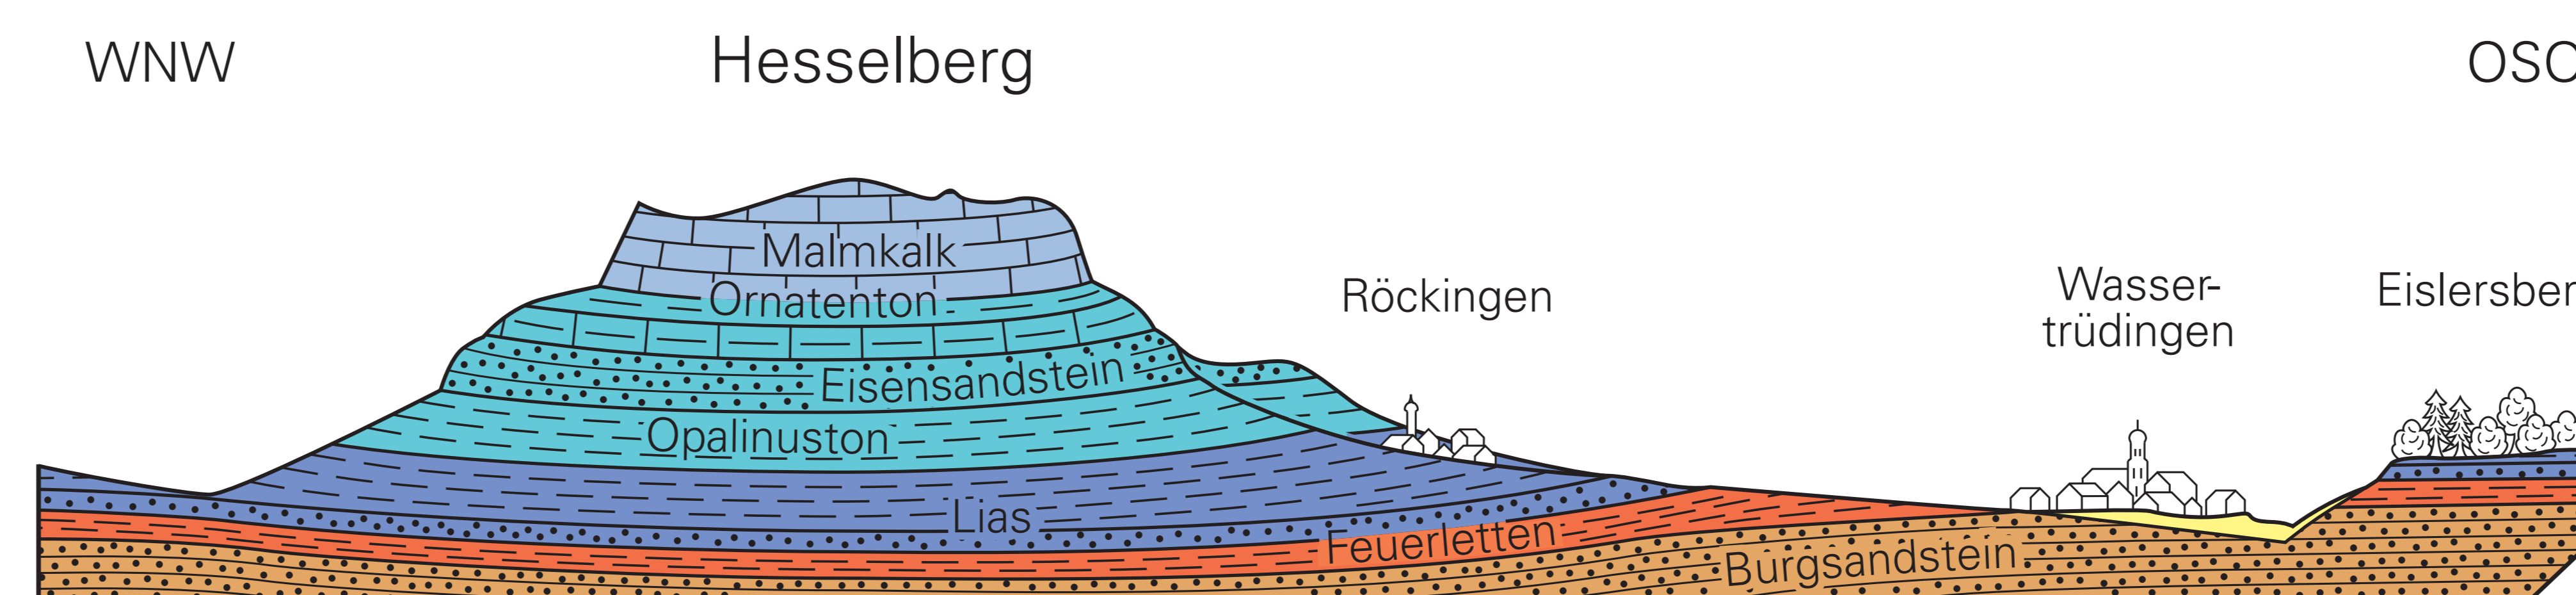 WNW
Hesselberg
OSO
Malmkalk
Ornatenton
Röckingen
Wasser-
trüdingen
Eislersber
Eisensandstein
Opalinuston
Lias
Feuerletten
Burgsandstein